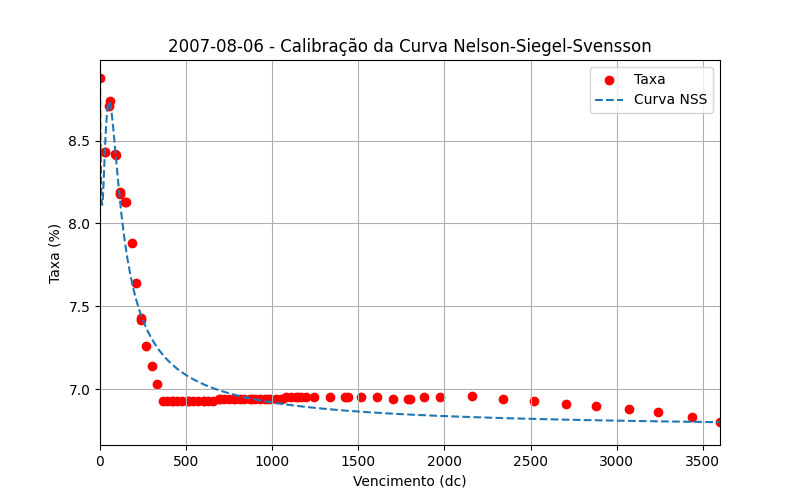 2007-08-06 - Calibração da Curva Nelson-Siegel-Svensson
Taxa
Curva NSS
Taxa (%)
8.5
8.0
7.5
7.0
0 500 1000 1500 2000 2500 3000 3500
Vencimento (dc)